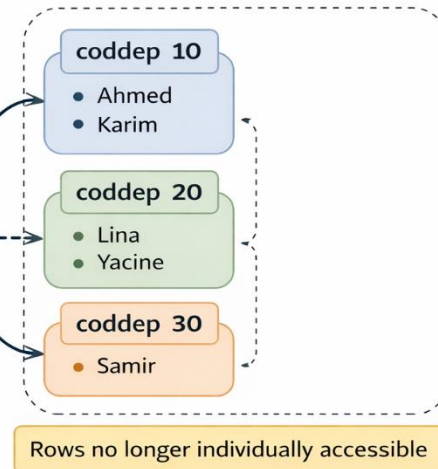 coddep 10
Ahmed
Karim
coddep 20
Lina
Yacine
coddep 30
Samir
Rows no longer individually accessible